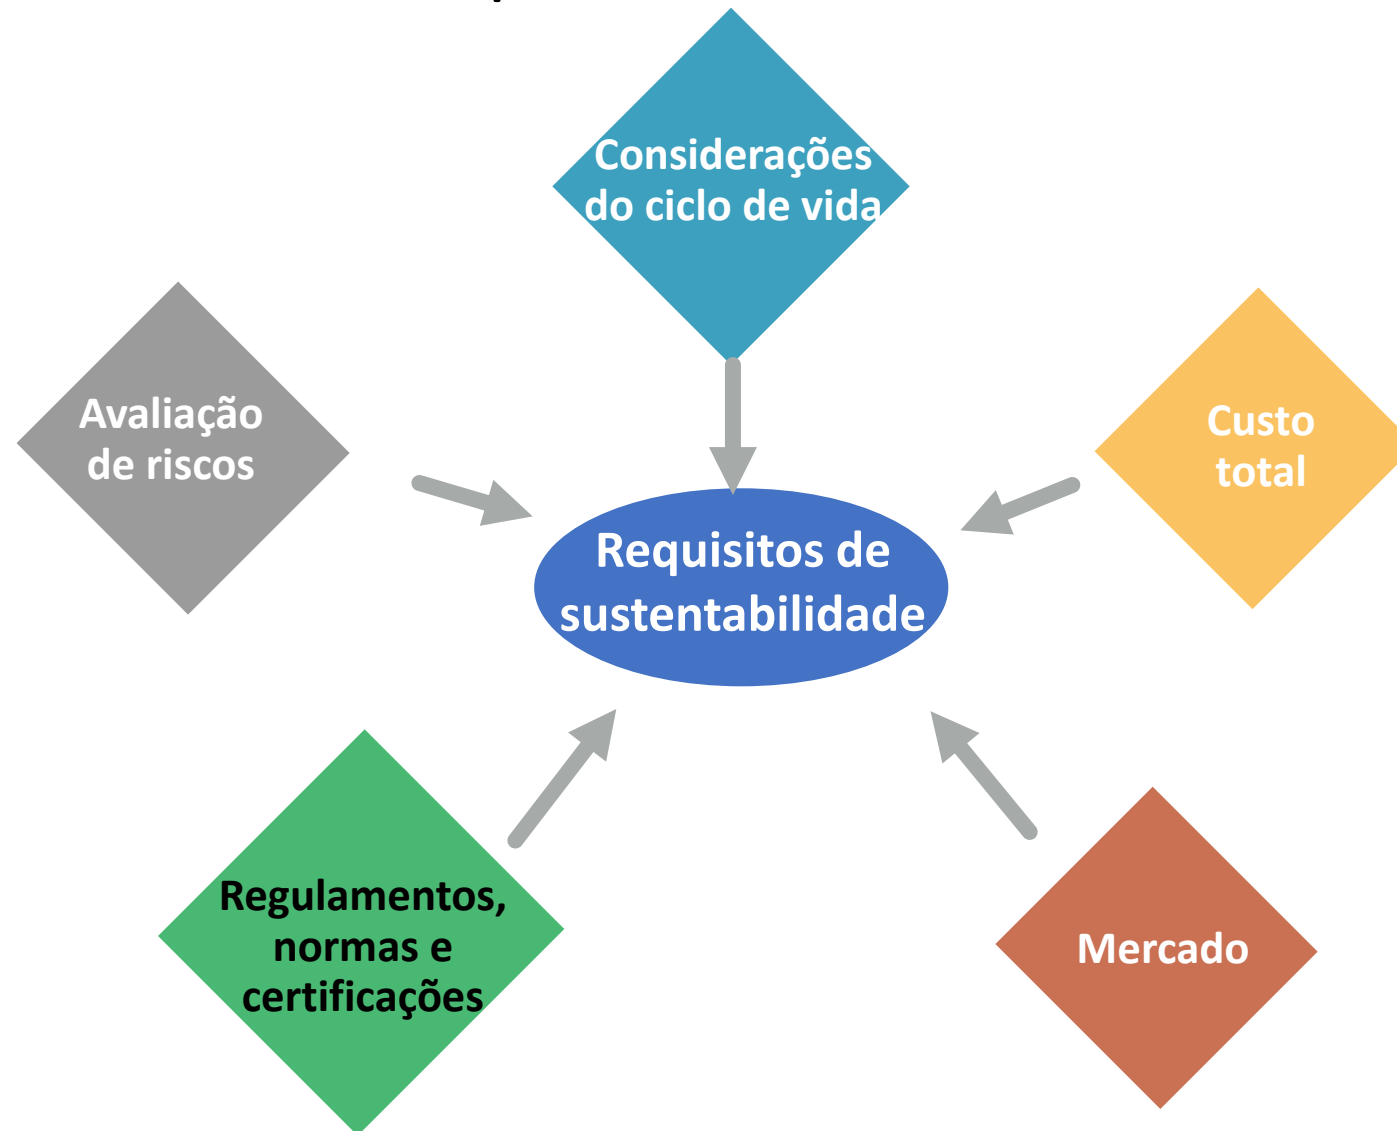 Considerações
do ciclo de vida
Avaliação
de riscos
Custo
total
Requisitos de
sustentabilidade
Regulamentos,
normas e
certificações
Mercado